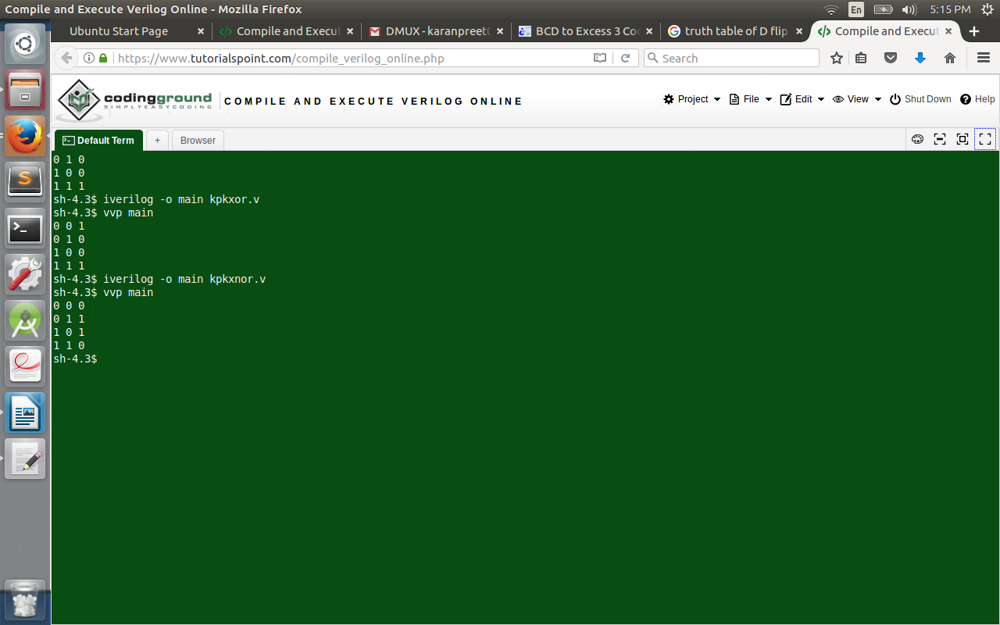 Compile and Execute Verilog Online - Mozilla Firefox
En
5:15 PM
Ubuntu Start Page
Compile and Execut
DMUX - karanpreet
BCD to Excess 3 Co
truth table of D flip
Compile and Execut
https://www.tutorialspoint.com/compile_verilog_online.php
Search
codingground
SIMPLYEASYCODING
COMPILE AND EXECUTE VERILOG ONLINE
Project
File
Edit
View
Shut Down
Help
Default Term
+
Browser
0 1 0
1 0 0
1 1 1
sh-4.3$ iverilog -o main kpkxor.v
sh-4.3$ vvp main
0 0 1
0 1 0
1 0 0
1 1 1
sh-4.3$ iverilog -o main kpkxnor.v
sh-4.3$ vvp main
0 0 0
0 1 1
1 0 1
1 1 0
sh-4.3$